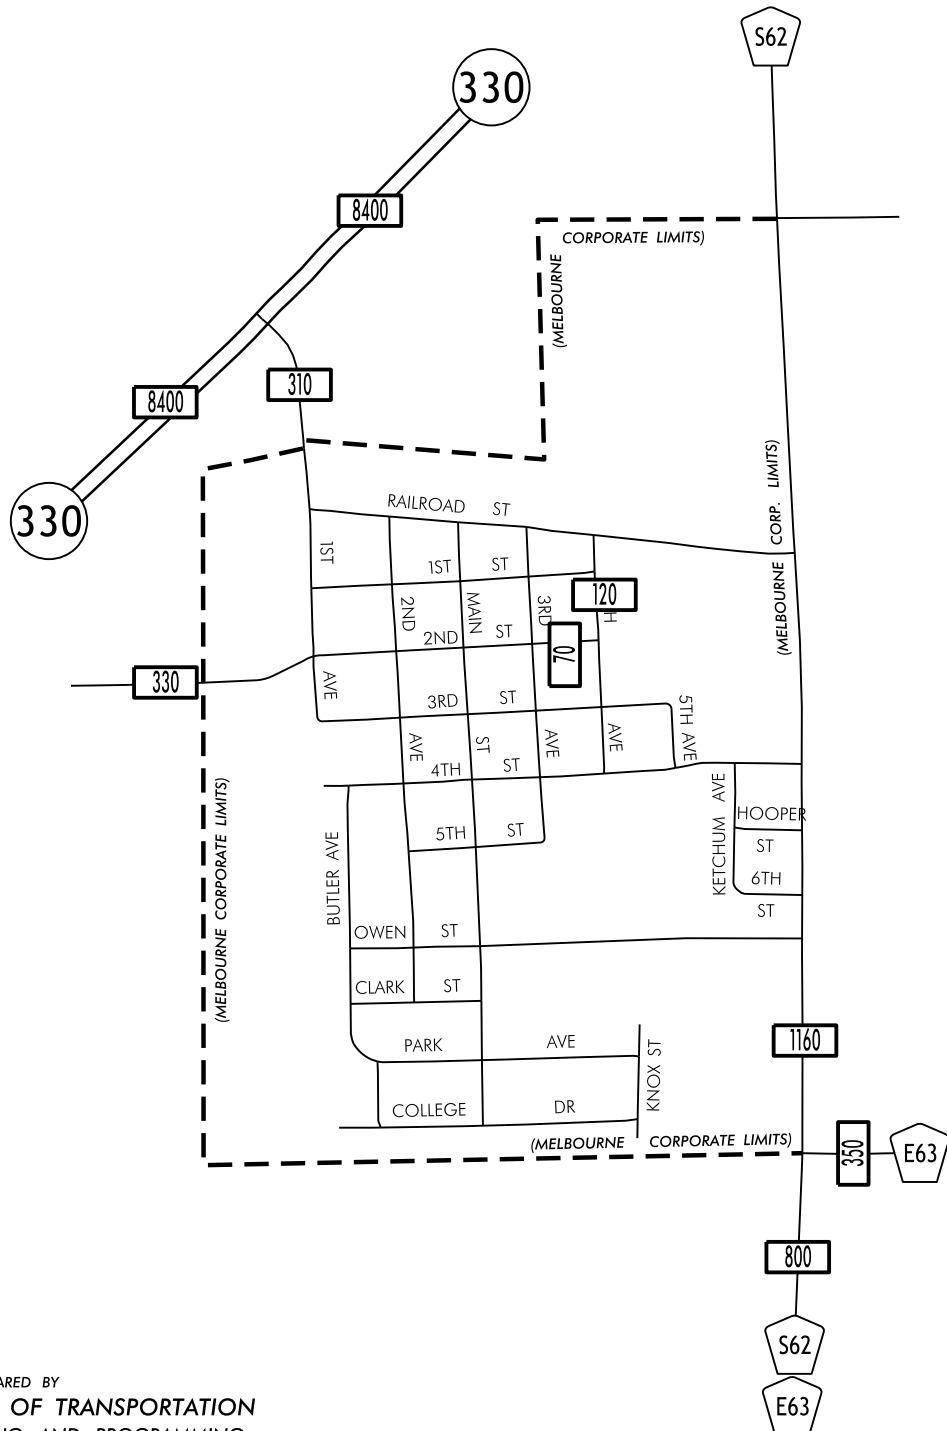 S62
330
8400
CORPORATE LIMITS)
(MELBOURNE
310
8400
330
RAILROAD ST
(MELBOURNE CORP. LIMITS)
1ST
1ST ST
120
2ND
MAIN
3RD
2ND ST
70
330
AVE
3RD ST
5TH AVE
AVE
ST
AVE
AVE
4TH ST
KETCHUM AVE
HOOPER
ST
5TH ST
BUTLER AVE
6TH
ST
(MELBOURNE CORPORATE LIMITS)
OWEN ST
CLARK ST
1160
PARK AVE
KNOX ST
COLLEGE DR
(MELBOURNE CORPORATE LIMITS)
350
E63
800
S62
E63
BY
OF TRANSPORTATION
AND PROGRAMMING